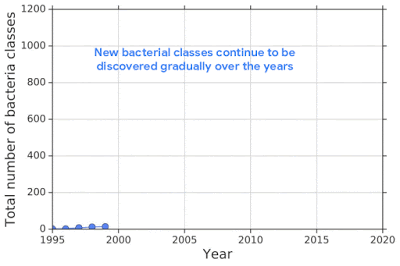 1200
1000
800
600
400
200
0
Total number of bacteria classes
New bacterial classes continue to be
discovered gradually over the years
1995 2000 2005 2010 2015 2020
Year